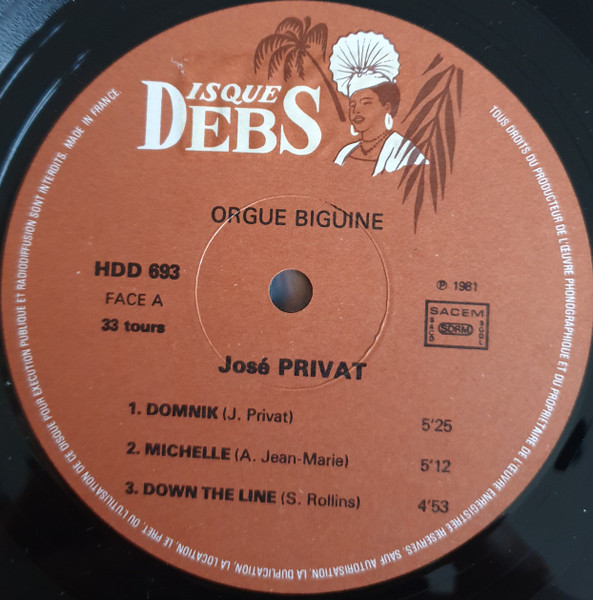 DISQUE
DEBS
ORGUE BIGUINE
HDD 693
FACE A
33 tours
℗ 1981
SACEM
SACD
SDRM
SGDL
José PRIVAT
1. DOMNIK (J. Privat) 5'25
2. MICHELLE (A. Jean-Marie) 5'12
3. DOWN THE LINE (S. Rollins) 4'53
TOUS DROITS DU PRODUCTEUR DE L'ŒUVRE PHONOGRAPHIQUE ET DU PROPRIETAIRE DE L'ŒUVRE ENREGISTREE RESERVES. SAUF AUTORISATION, LA DUPLICATION, LA LOCATION, LE PRET, OU L'UTILISATION DE CE DISQUE POUR EXECUTION PUBLIQUE ET RADIODIFFUSION SONT INTERDITS. MADE IN FRANCE.